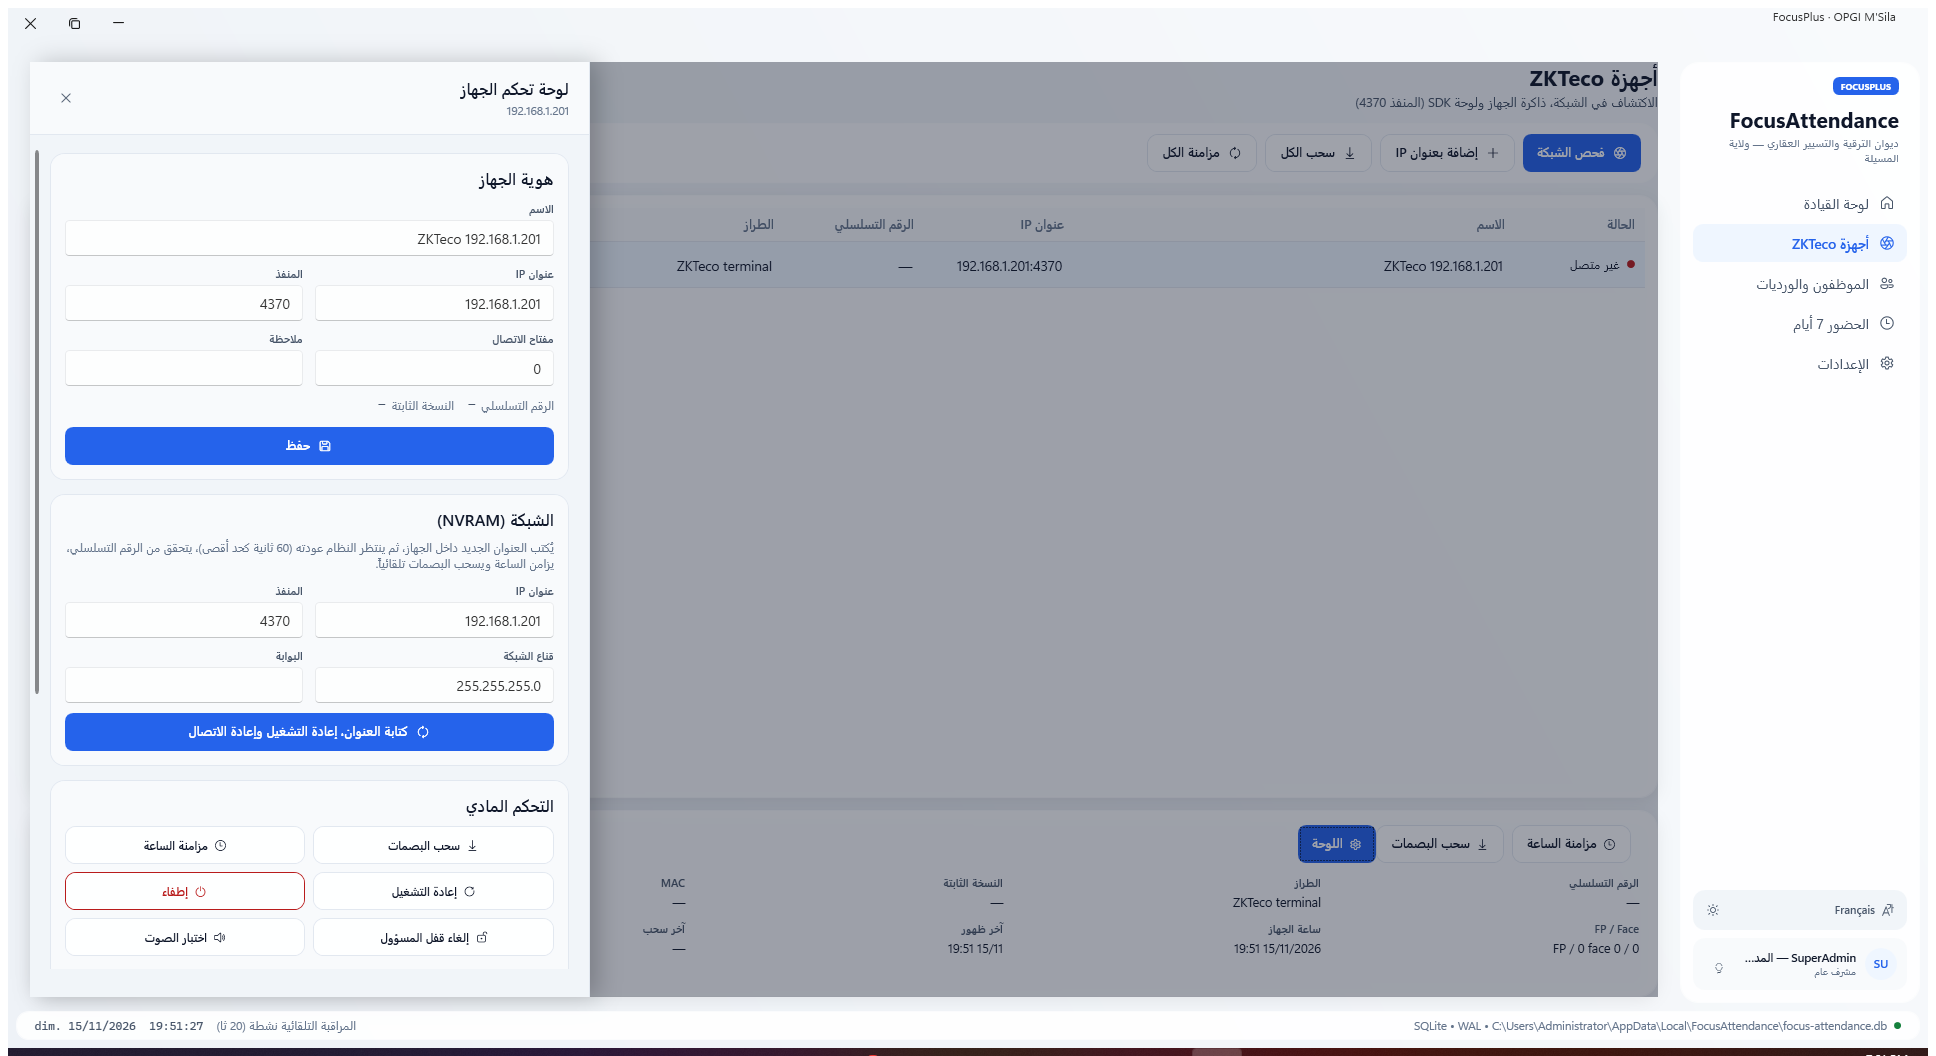 FocusPlus · OPGI M'Sila
FOCUSPLUS
FocusAttendance
ديوان الترقية والتسيير العقاري — ولاية
المسيلة
لوحة القيادة
أجهزة ZKTeco
الموظفون والورديات
الحضور 7 أيام
الإعدادات
Français
SuperAdmin — المد...
مشرف عام
SU
أجهزة ZKTeco
الاكتشاف في الشبكة، ذاكرة الجهاز ولوحة SDK (المنفذ 4370)
فحص الشبكة
إضافة بعنوان IP
سحب الكل
مزامنة الكل
الحالة الاسم عنوان IP الرقم التسلسلي الطراز
غير متصل ZKTeco 192.168.1.201 192.168.1.201:4370 — ZKTeco terminal
مزامنة الساعة
سحب البصمات
اللوحة
الرقم التسلسلي الطراز النسخة الثابتة MAC
— ZKTeco terminal — —
FP / Face ساعة الجهاز آخر ظهور آخر سحب
FP / 0 face 0 / 0 19:51 15/11/2026 19:51 15/11 —
لوحة تحكم الجهاز
192.168.1.201
هوية الجهاز
الاسم
ZKTeco 192.168.1.201
عنوان IP المنفذ
192.168.1.201 4370
مفتاح الاتصال ملاحظة
0
الرقم التسلسلي – النسخة الثابتة –
حفظ
الشبكة (NVRAM)
يُكتب العنوان الجديد داخل الجهاز، ثم ينتظر النظام عودته (60 ثانية كحد أقصى)، يتحقق من الرقم التسلسلي،
يزامن الساعة ويسحب البصمات تلقائياً.
عنوان IP المنفذ
192.168.1.201 4370
قناع الشبكة البوابة
255.255.255.0
كتابة العنوان، إعادة التشغيل وإعادة الاتصال
التحكم المادي
سحب البصمات مزامنة الساعة
إعادة التشغيل إطفاء
إلغاء قفل المسؤول اختبار الصوت
SQLite • WAL • C:\Users\Administrator\AppData\Local\FocusAttendance\focus-attendance.db
المراقبة التلقائية نشطة (20 ثا)
dim. 15/11/2026 19:51:27